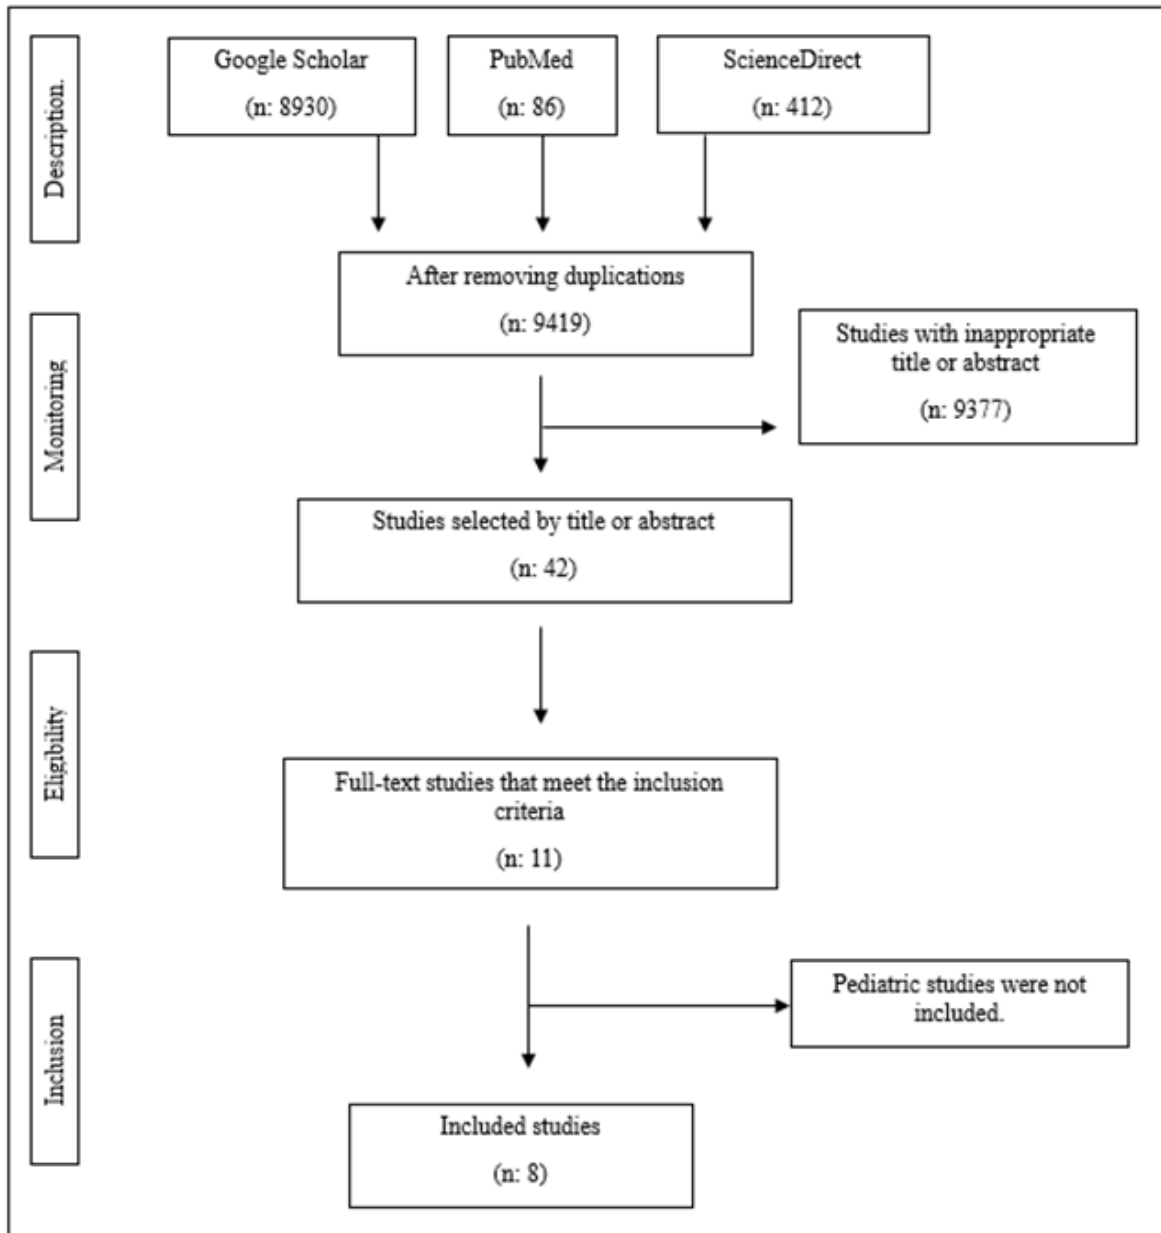 Description.
Google Scholar
(n: 8930)
PubMed
(n: 86)
ScienceDirect
(n: 412)
After removing duplications
(n: 9419)
Monitoring
Studies with inappropriate
title or abstract
(n: 9377)
Studies selected by title or abstract
(n: 42)
Eligibility
Full-text studies that meet the inclusion
criteria
(n: 11)
Inclusion
Pediatric studies were not
included.
Included studies
(n: 8)